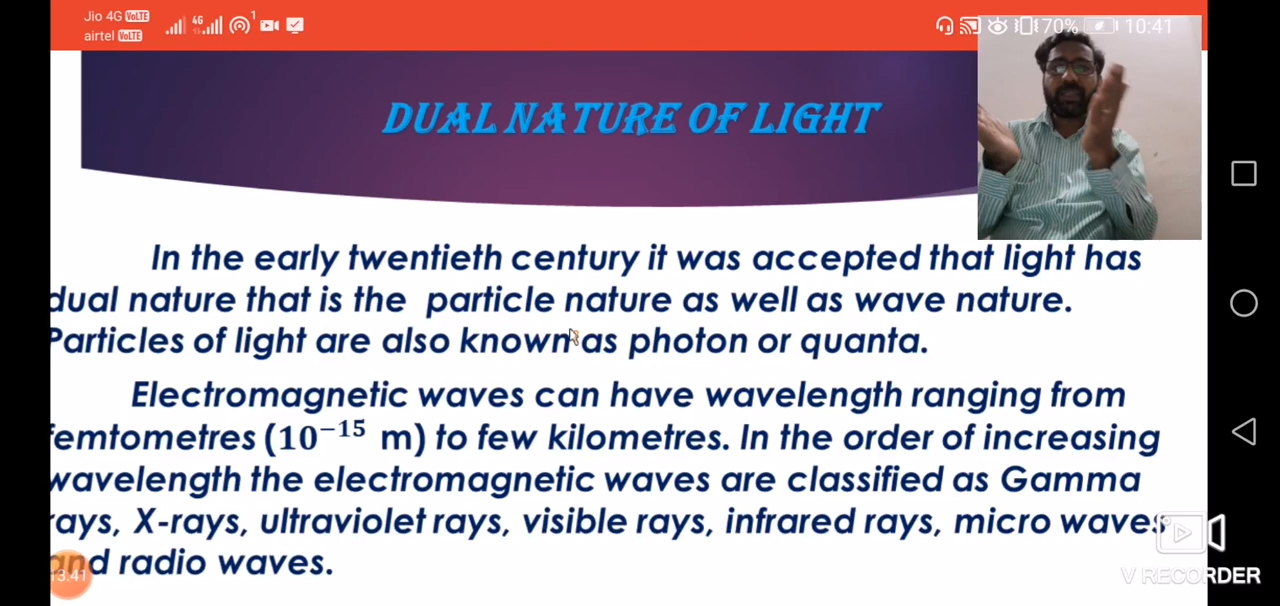 Jio 4G VoLTE
4G
1
airtel VoLTE
70%
10:41
DUAL NATURE OF LIGHT
In the early twentieth century it was accepted that light has
dual nature that is the particle nature as well as wave nature.
Particles of light are also known as photon or quanta.
Electromagnetic waves can have wavelength ranging from
femtometres (10⁻¹⁵ m) to few kilometres. In the order of increasing
wavelength the electromagnetic waves are classified as Gamma
rays, X-rays, ultraviolet rays, visible rays, infrared rays, micro waves
and radio waves.
13:41
V RECORDER